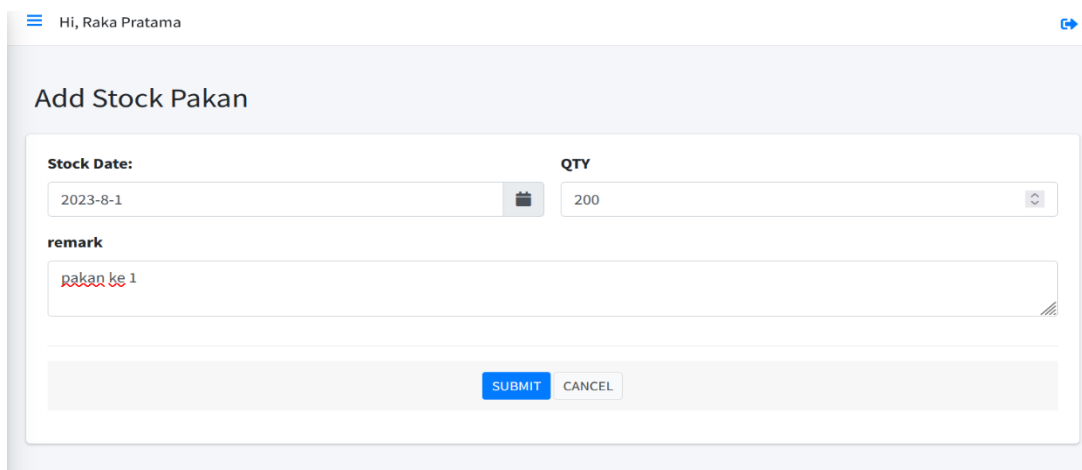 Hi, Raka Pratama
Add Stock Pakan
Stock Date:
2023-8-1
QTY
200
remark
pakan ke 1
SUBMIT CANCEL